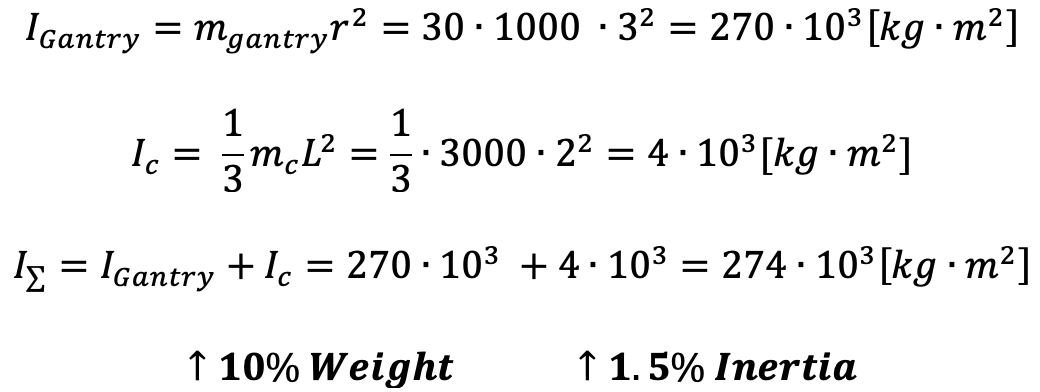 I_Gantry = m_gantry r² = 30 · 1000 · 3² = 270 · 10³[kg · m²]
I_c = 1/3 m_c L² = 1/3 · 3000 · 2² = 4 · 10³[kg · m²]
I_∑ = I_Gantry + I_c = 270 · 10³ + 4 · 10³ = 274 · 10³[kg · m²]
↑ 10% Weight ↑ 1.5% Inertia